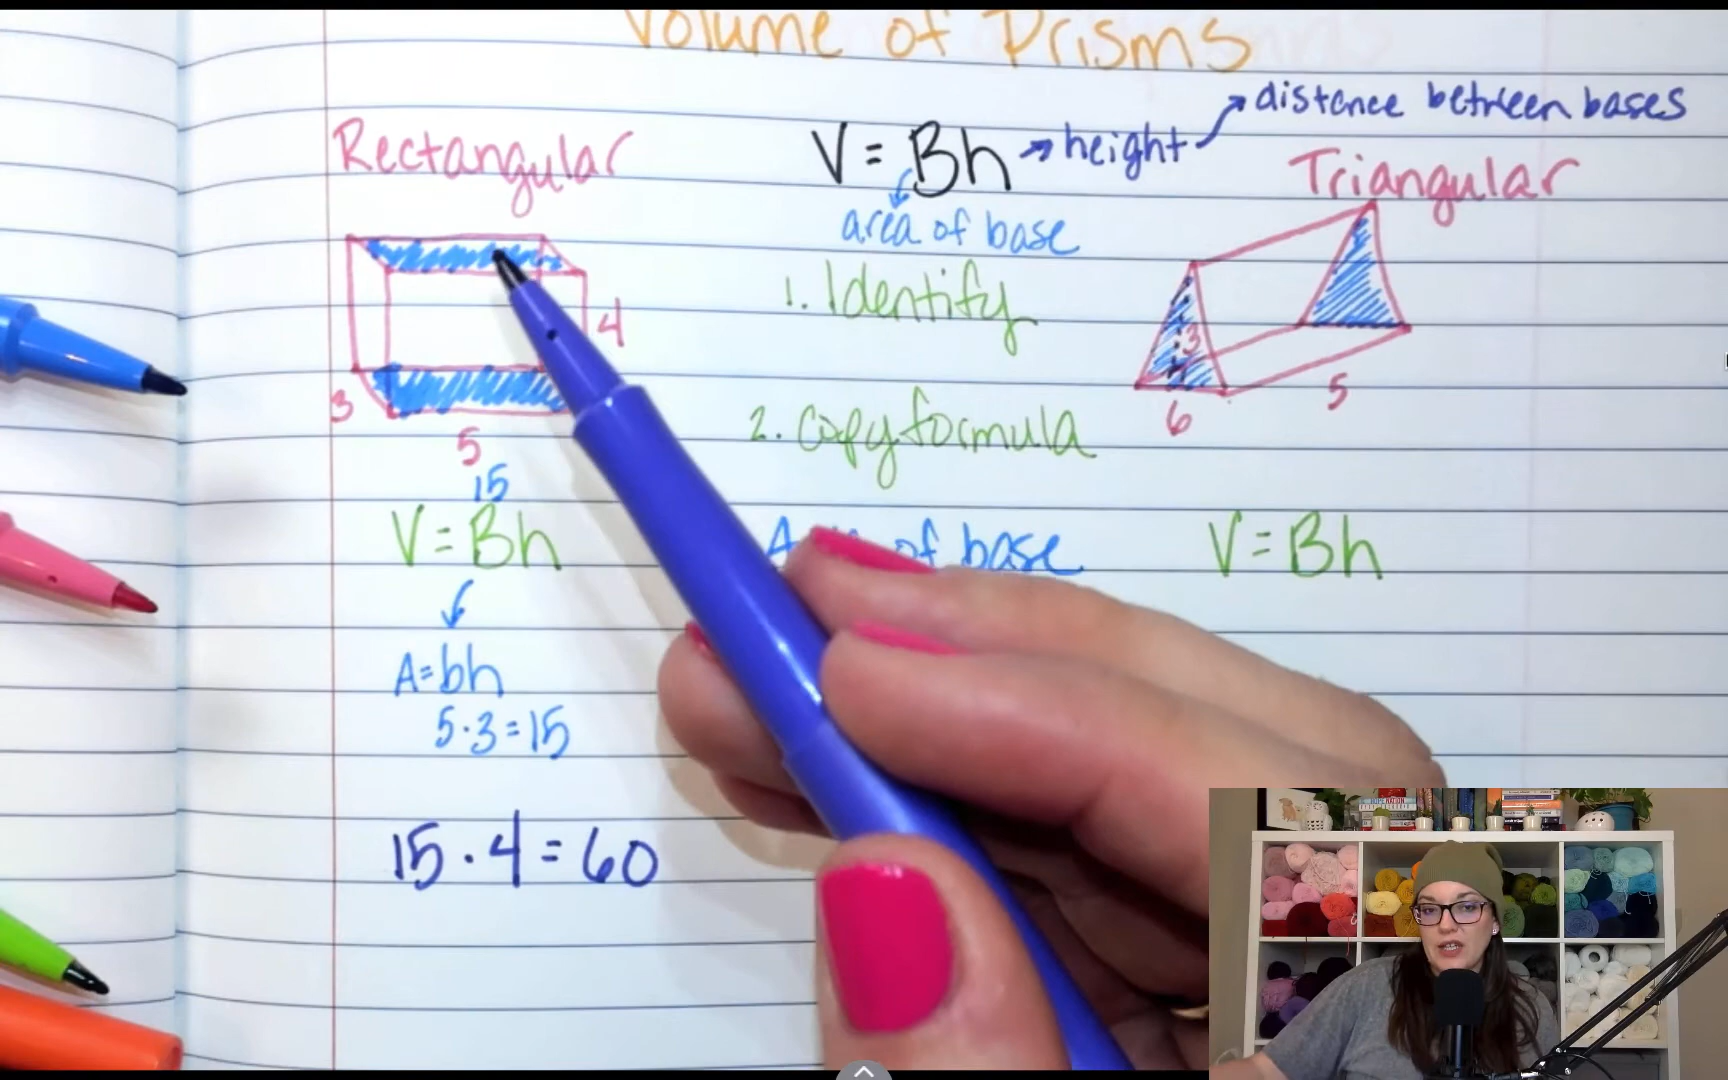 Volume of Prisms
distance between bases
Rectangular
V = Bh → height
Triangular
area of base
1. Identify
4
3
3
5
6
5
2. copy formula
15
V = Bh
of base
V = Bh
A = bh
5 · 3 = 15
15 · 4 = 60